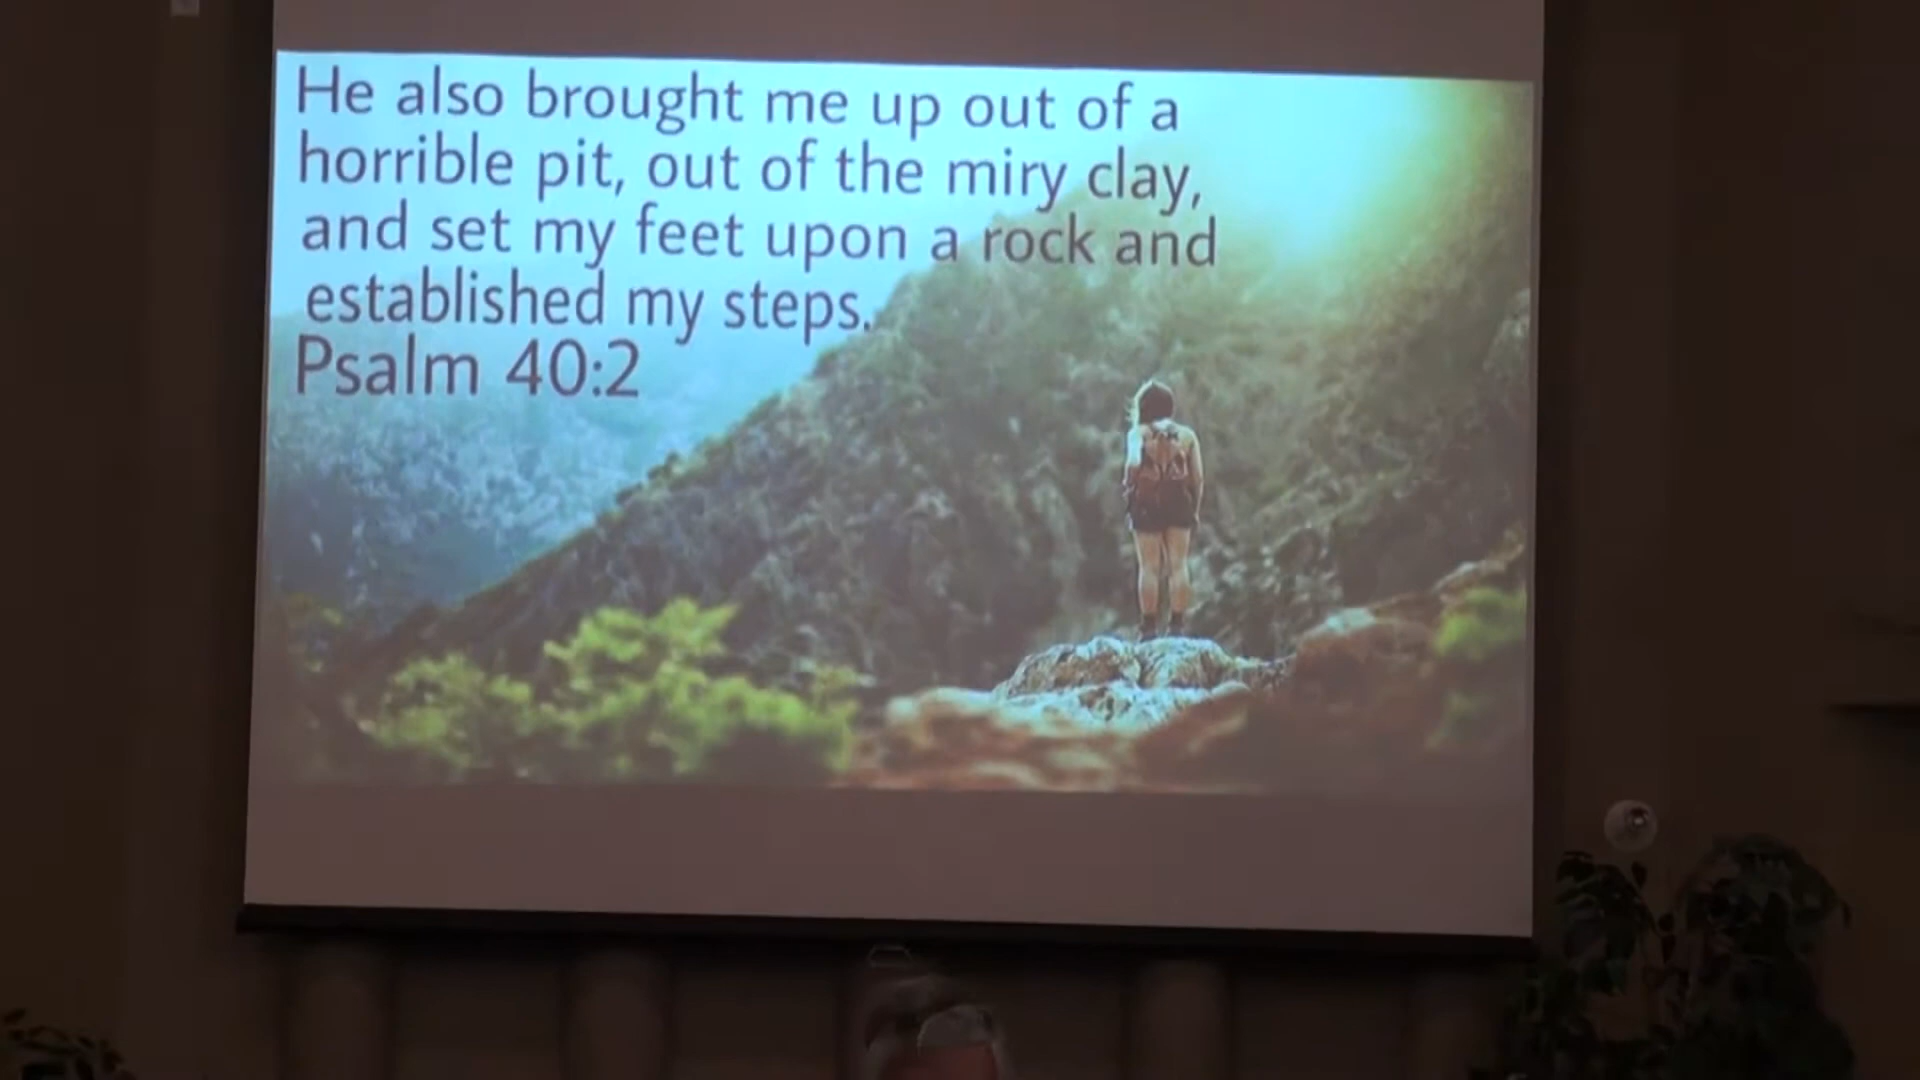 He also brought me up out of a
horrible pit, out of the miry clay,
and set my feet upon a rock and
established my steps.
Psalm 40:2